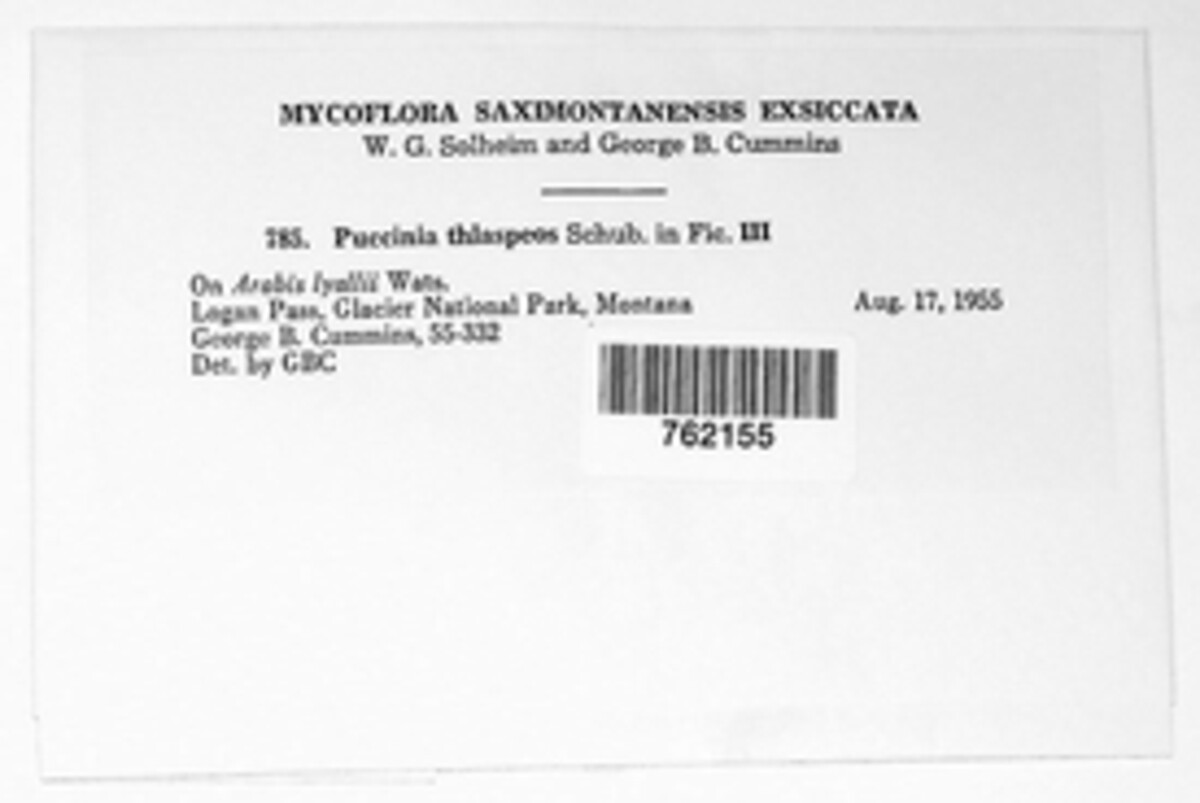 MYCOFLORA SAXIMONTANENSIS EXSICCATA
W. G. Solheim and George B. Cummins
785. Puccinia thlaspeos Schub. in Fic. III
On Arabis lyallii Wats.
Logan Pass, Glacier National Park, Montana Aug. 17, 1955
George B. Cummins, 55-332
Det. by GBC
762155